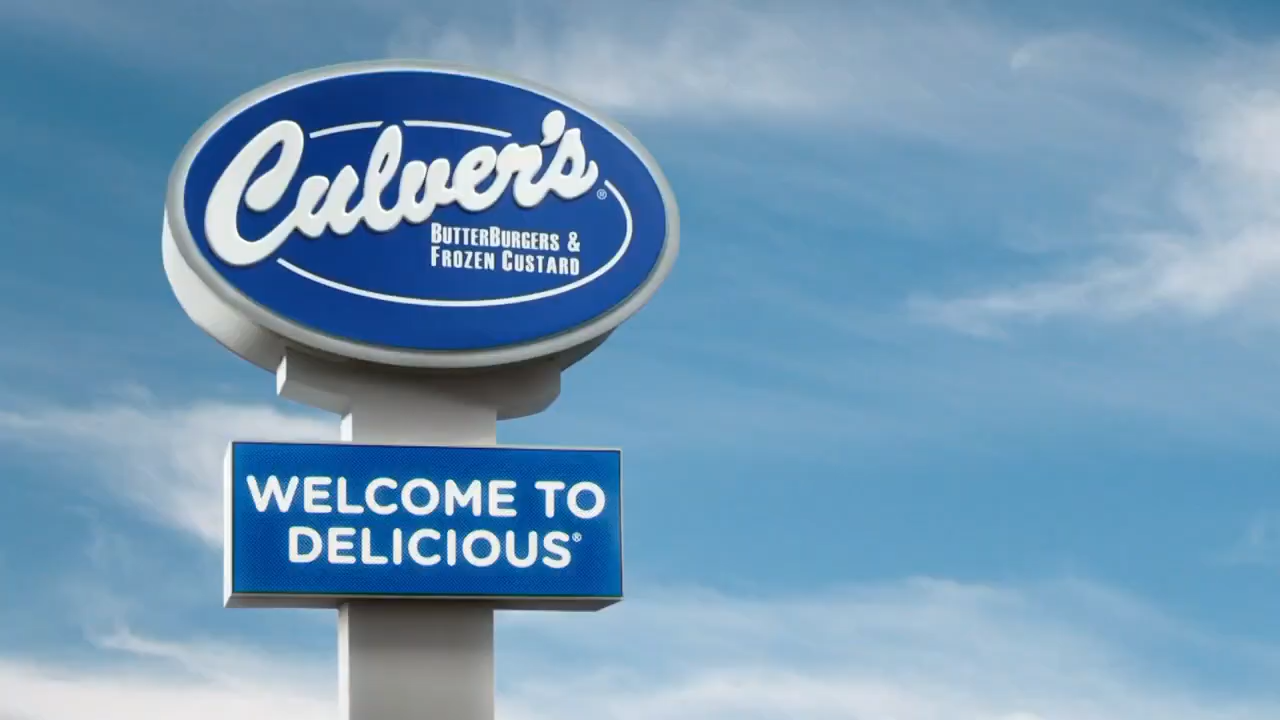 Culver's®
BUTTERBURGERS &
FROZEN CUSTARD
WELCOME TO
DELICIOUS®